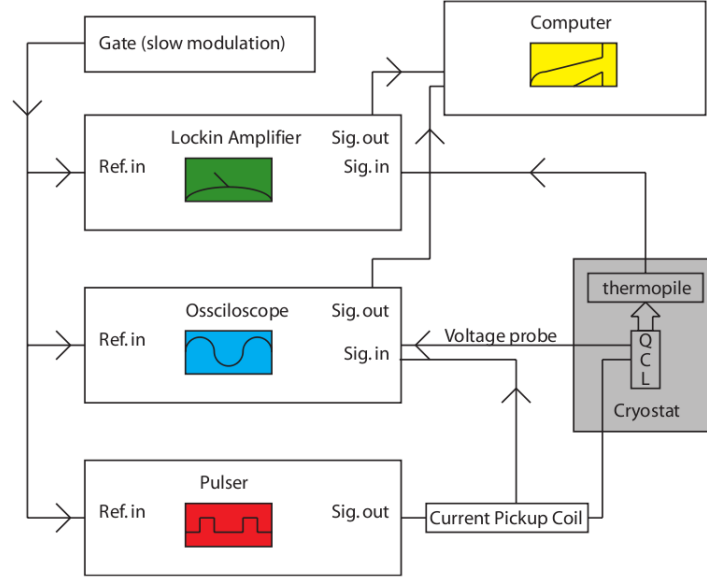 Gate (slow modulation)
Computer
Lockin Amplifier
Sig. out
Ref. in
Sig. in
thermopile
Ossciloscope
Sig. out
Ref. in
Voltage probe
Sig. in
Q
C
L
Cryostat
Pulser
Ref. in
Sig. out
Current Pickup Coil